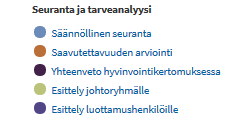 Seuranta ja tarveanalyysi
Säännöllinen seuranta
Saavutettavuuden arviointi
Yhteenveto hyvinvointikertomuksessa
Esittely johtoryhmälle
Esittely luottamushenkilöille